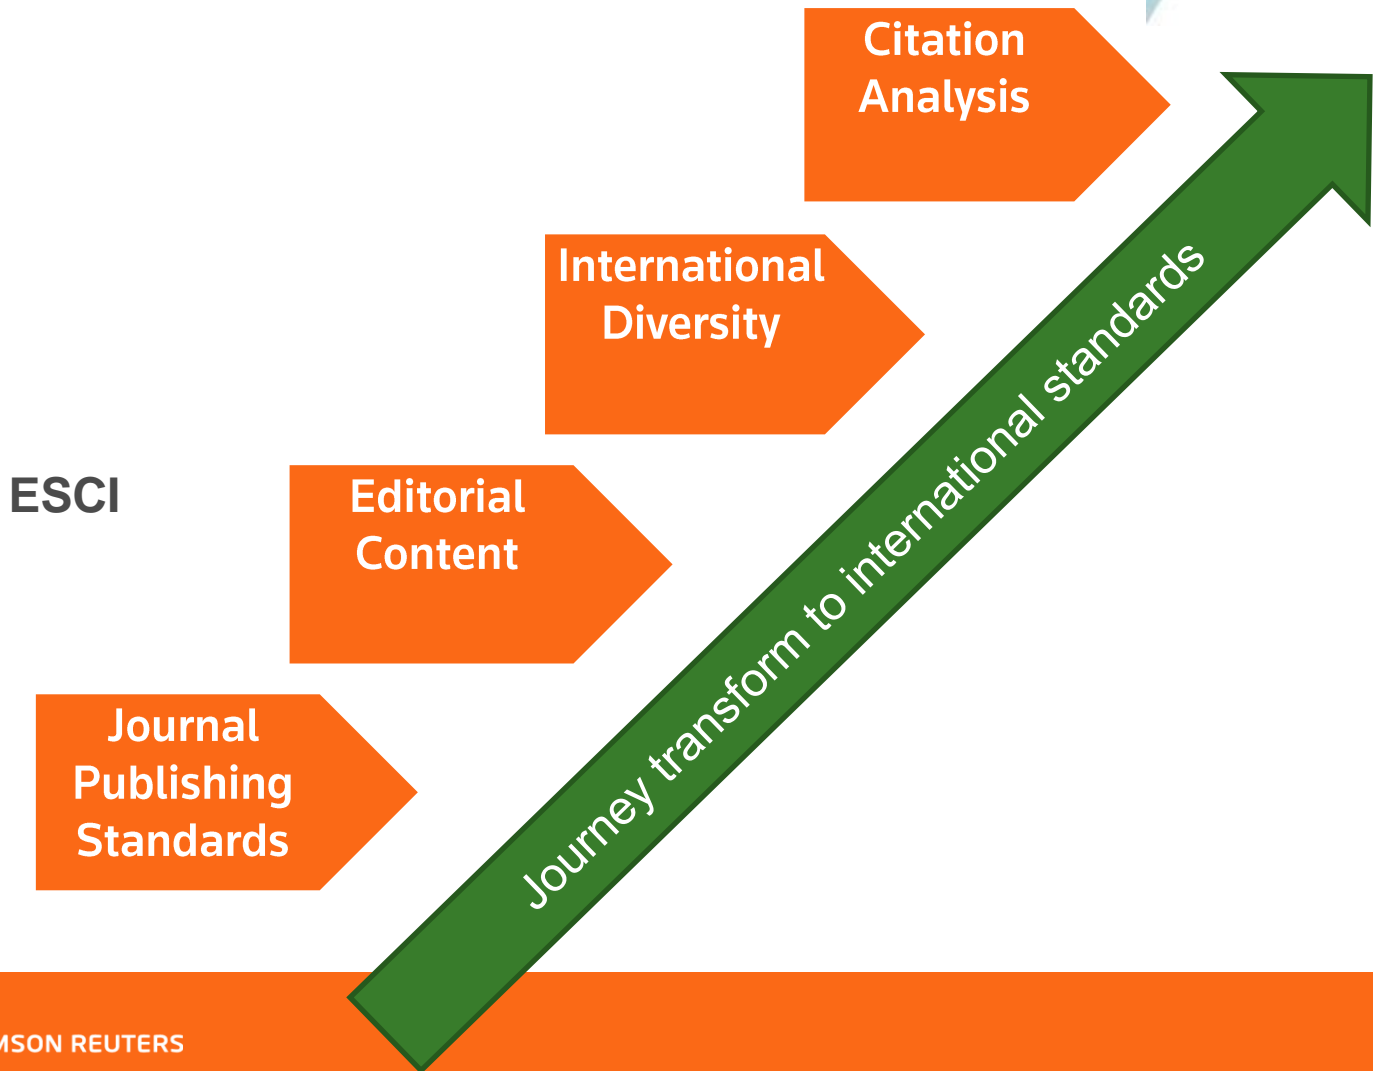 Citation
Analysis
International
Diversity
ESCI
Editorial
Content
Journal
Publishing
Standards
Journey transform to international standards
MSON REUTERS